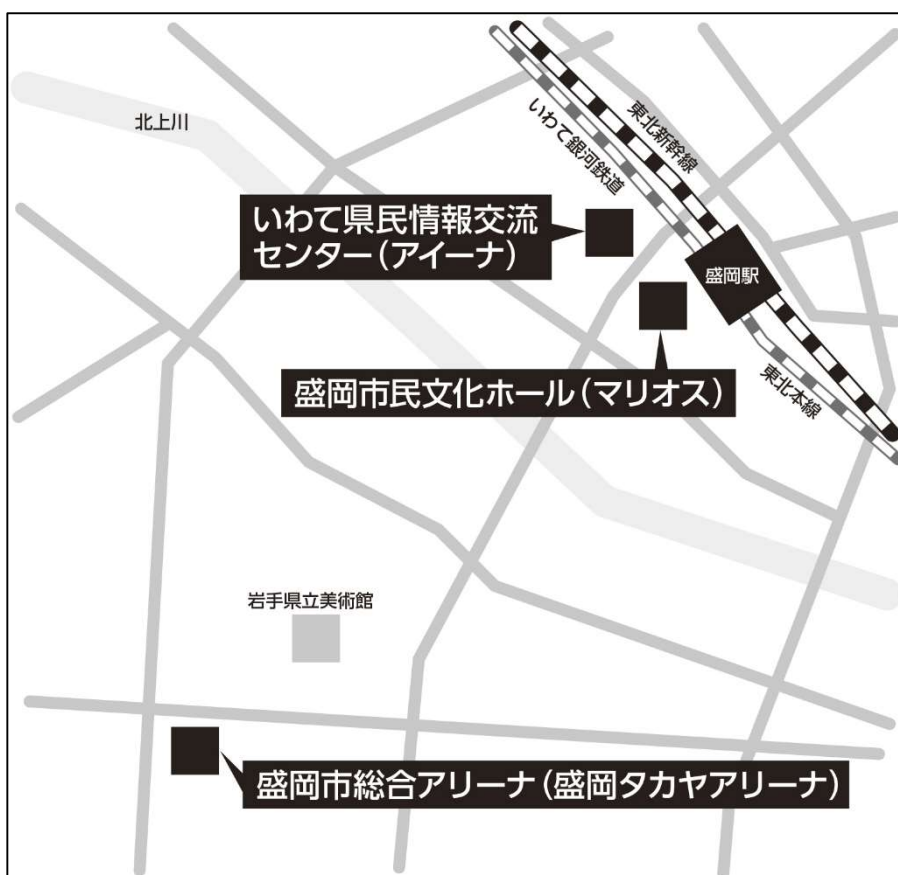 北上川
東北新幹線
いわて銀河鉄道
いわて県民情報交流
センター(アイーナ)
盛岡駅
盛岡市民文化ホール(マリオス)
東北本線
岩手県立美術館
盛岡市総合アリーナ(盛岡タカヤアリーナ)